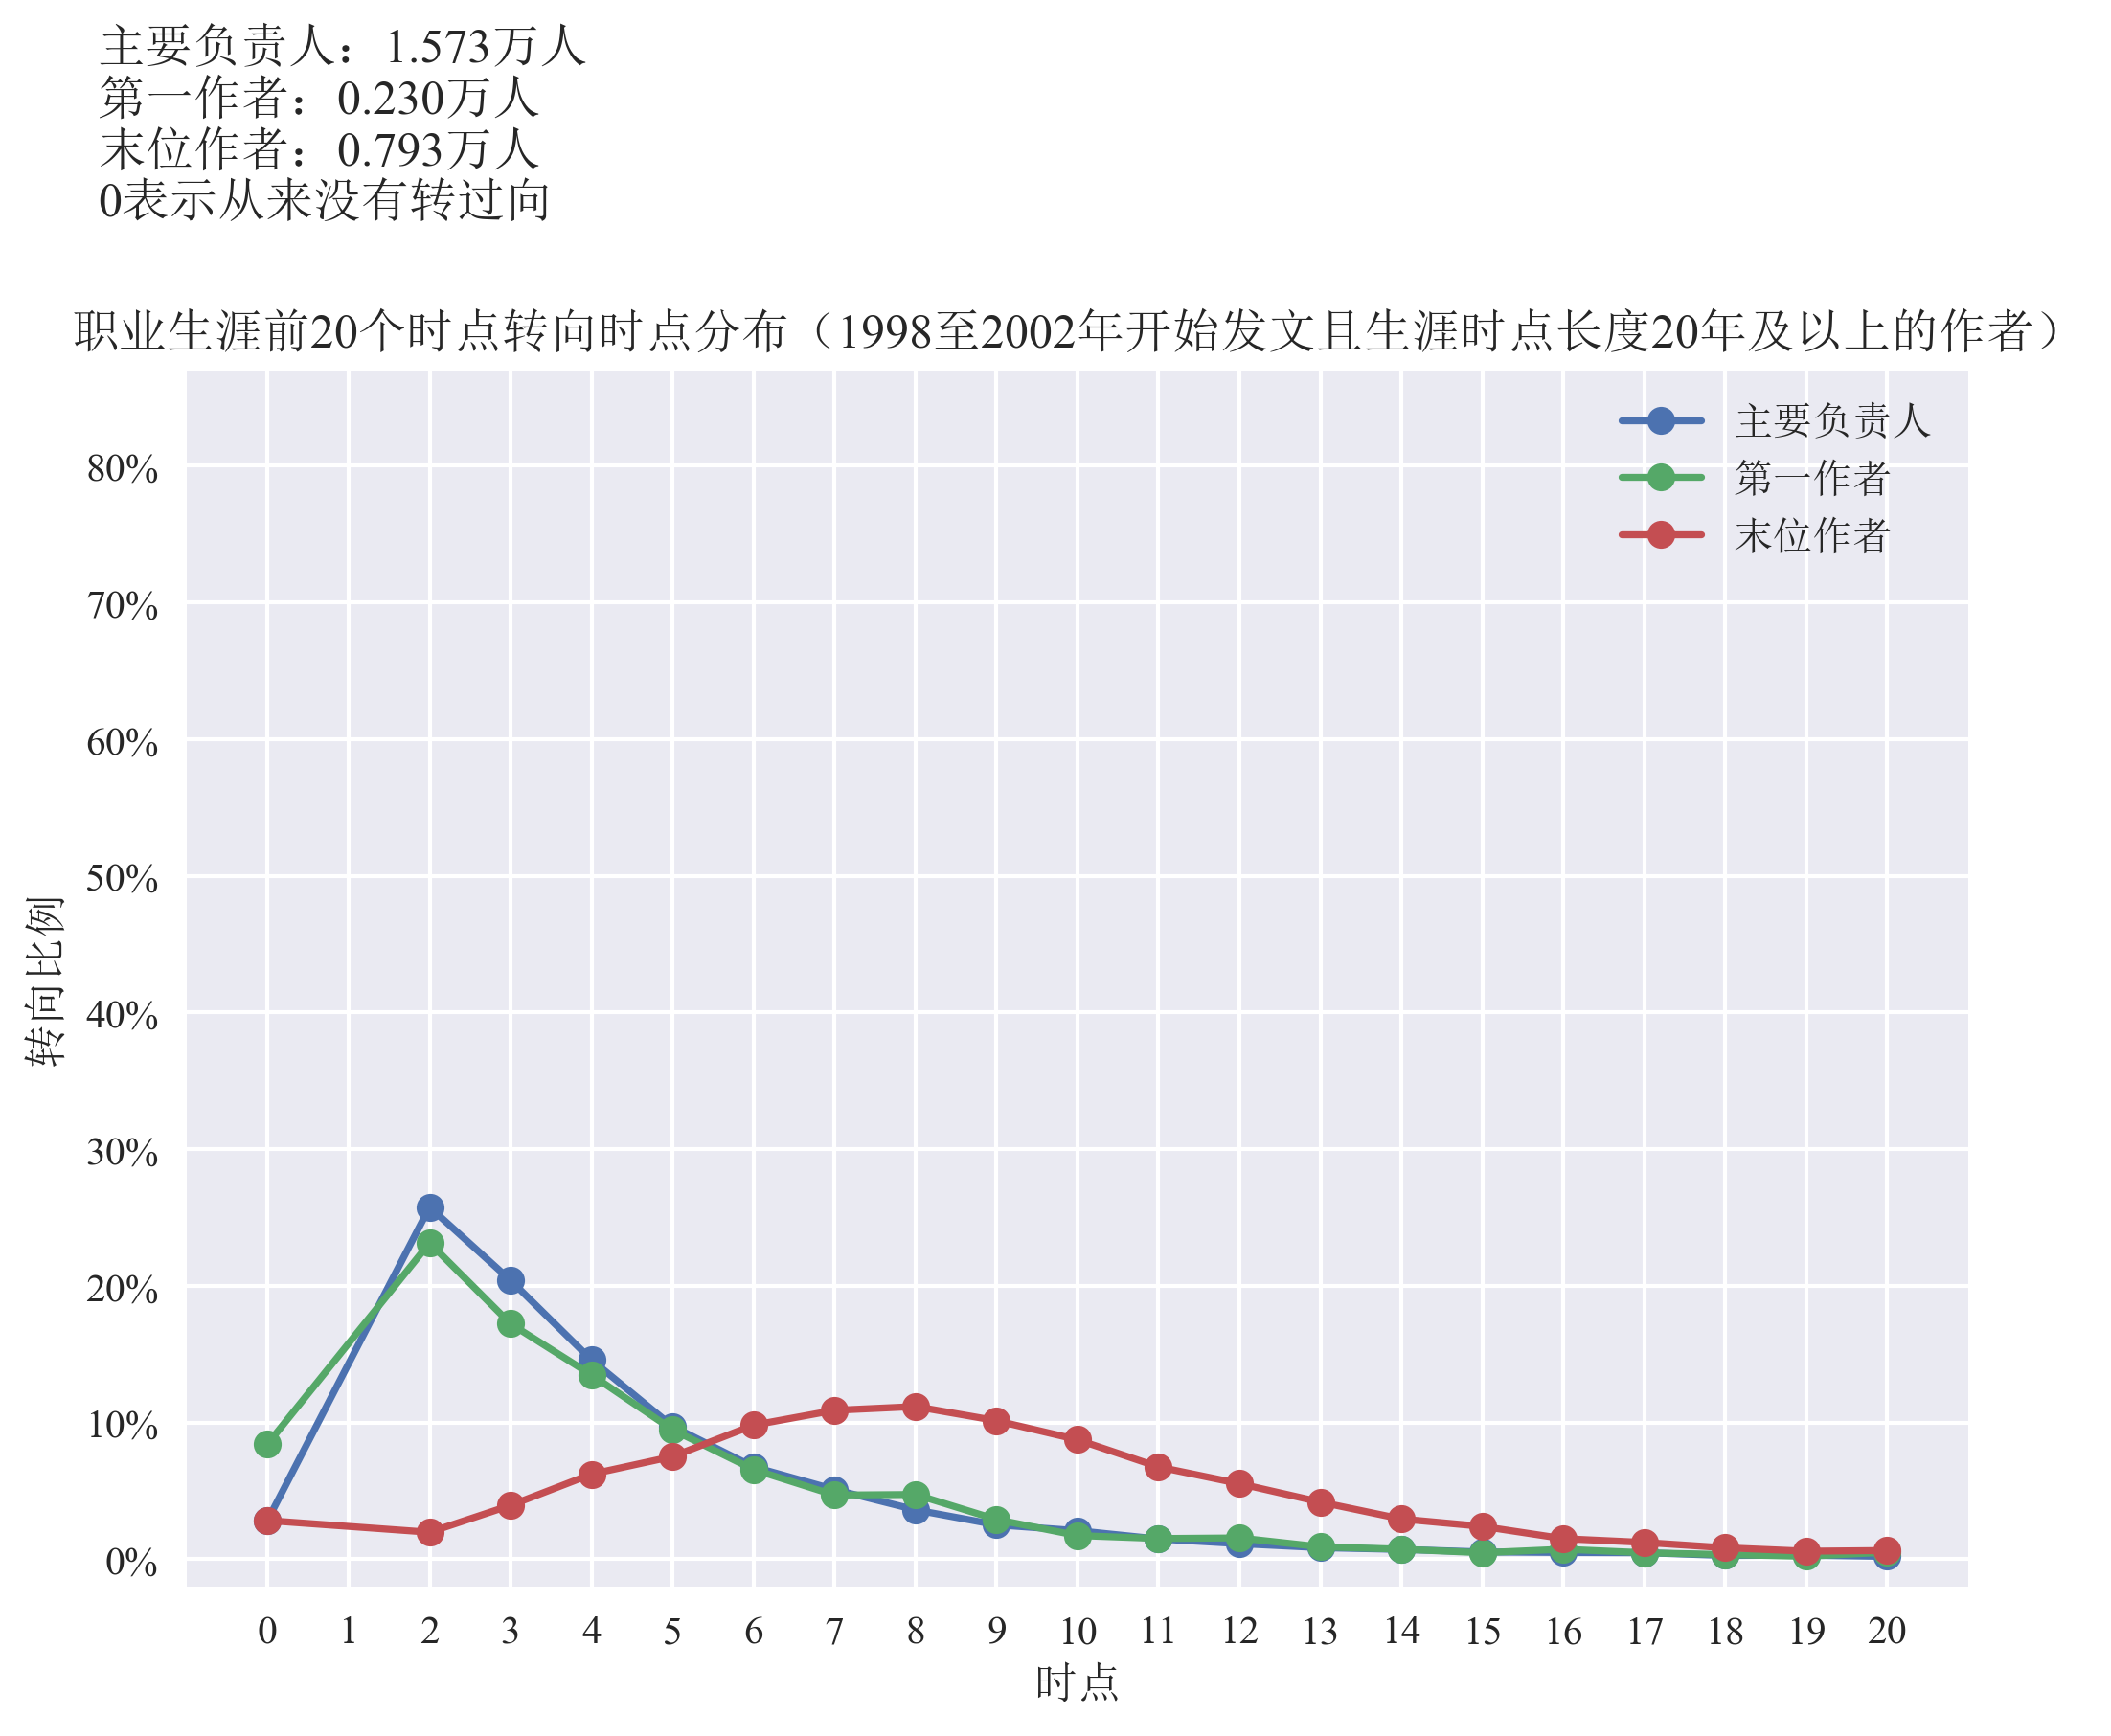 主要负责人：1.573万人
第一作者：0.230万人
末位作者：0.793万人
0表示从来没有转过向
职业生涯前20个时点转向时点分布（1998至2002年开始发文且生涯时点长度20年及以上的作者）
主要负责人
第一作者
末位作者
80%
70%
60%
50%
40%
30%
20%
10%
0%
转向比例
0 1 2 3 4 5 6 7 8 9 10 11 12 13 14 15 16 17 18 19 20
时点